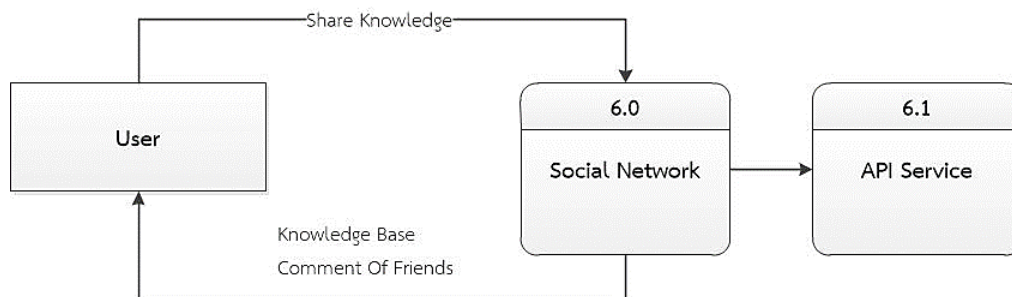 Share Knowledge
User
6.0
Social Network
6.1
API Service
Knowledge Base
Comment Of Friends